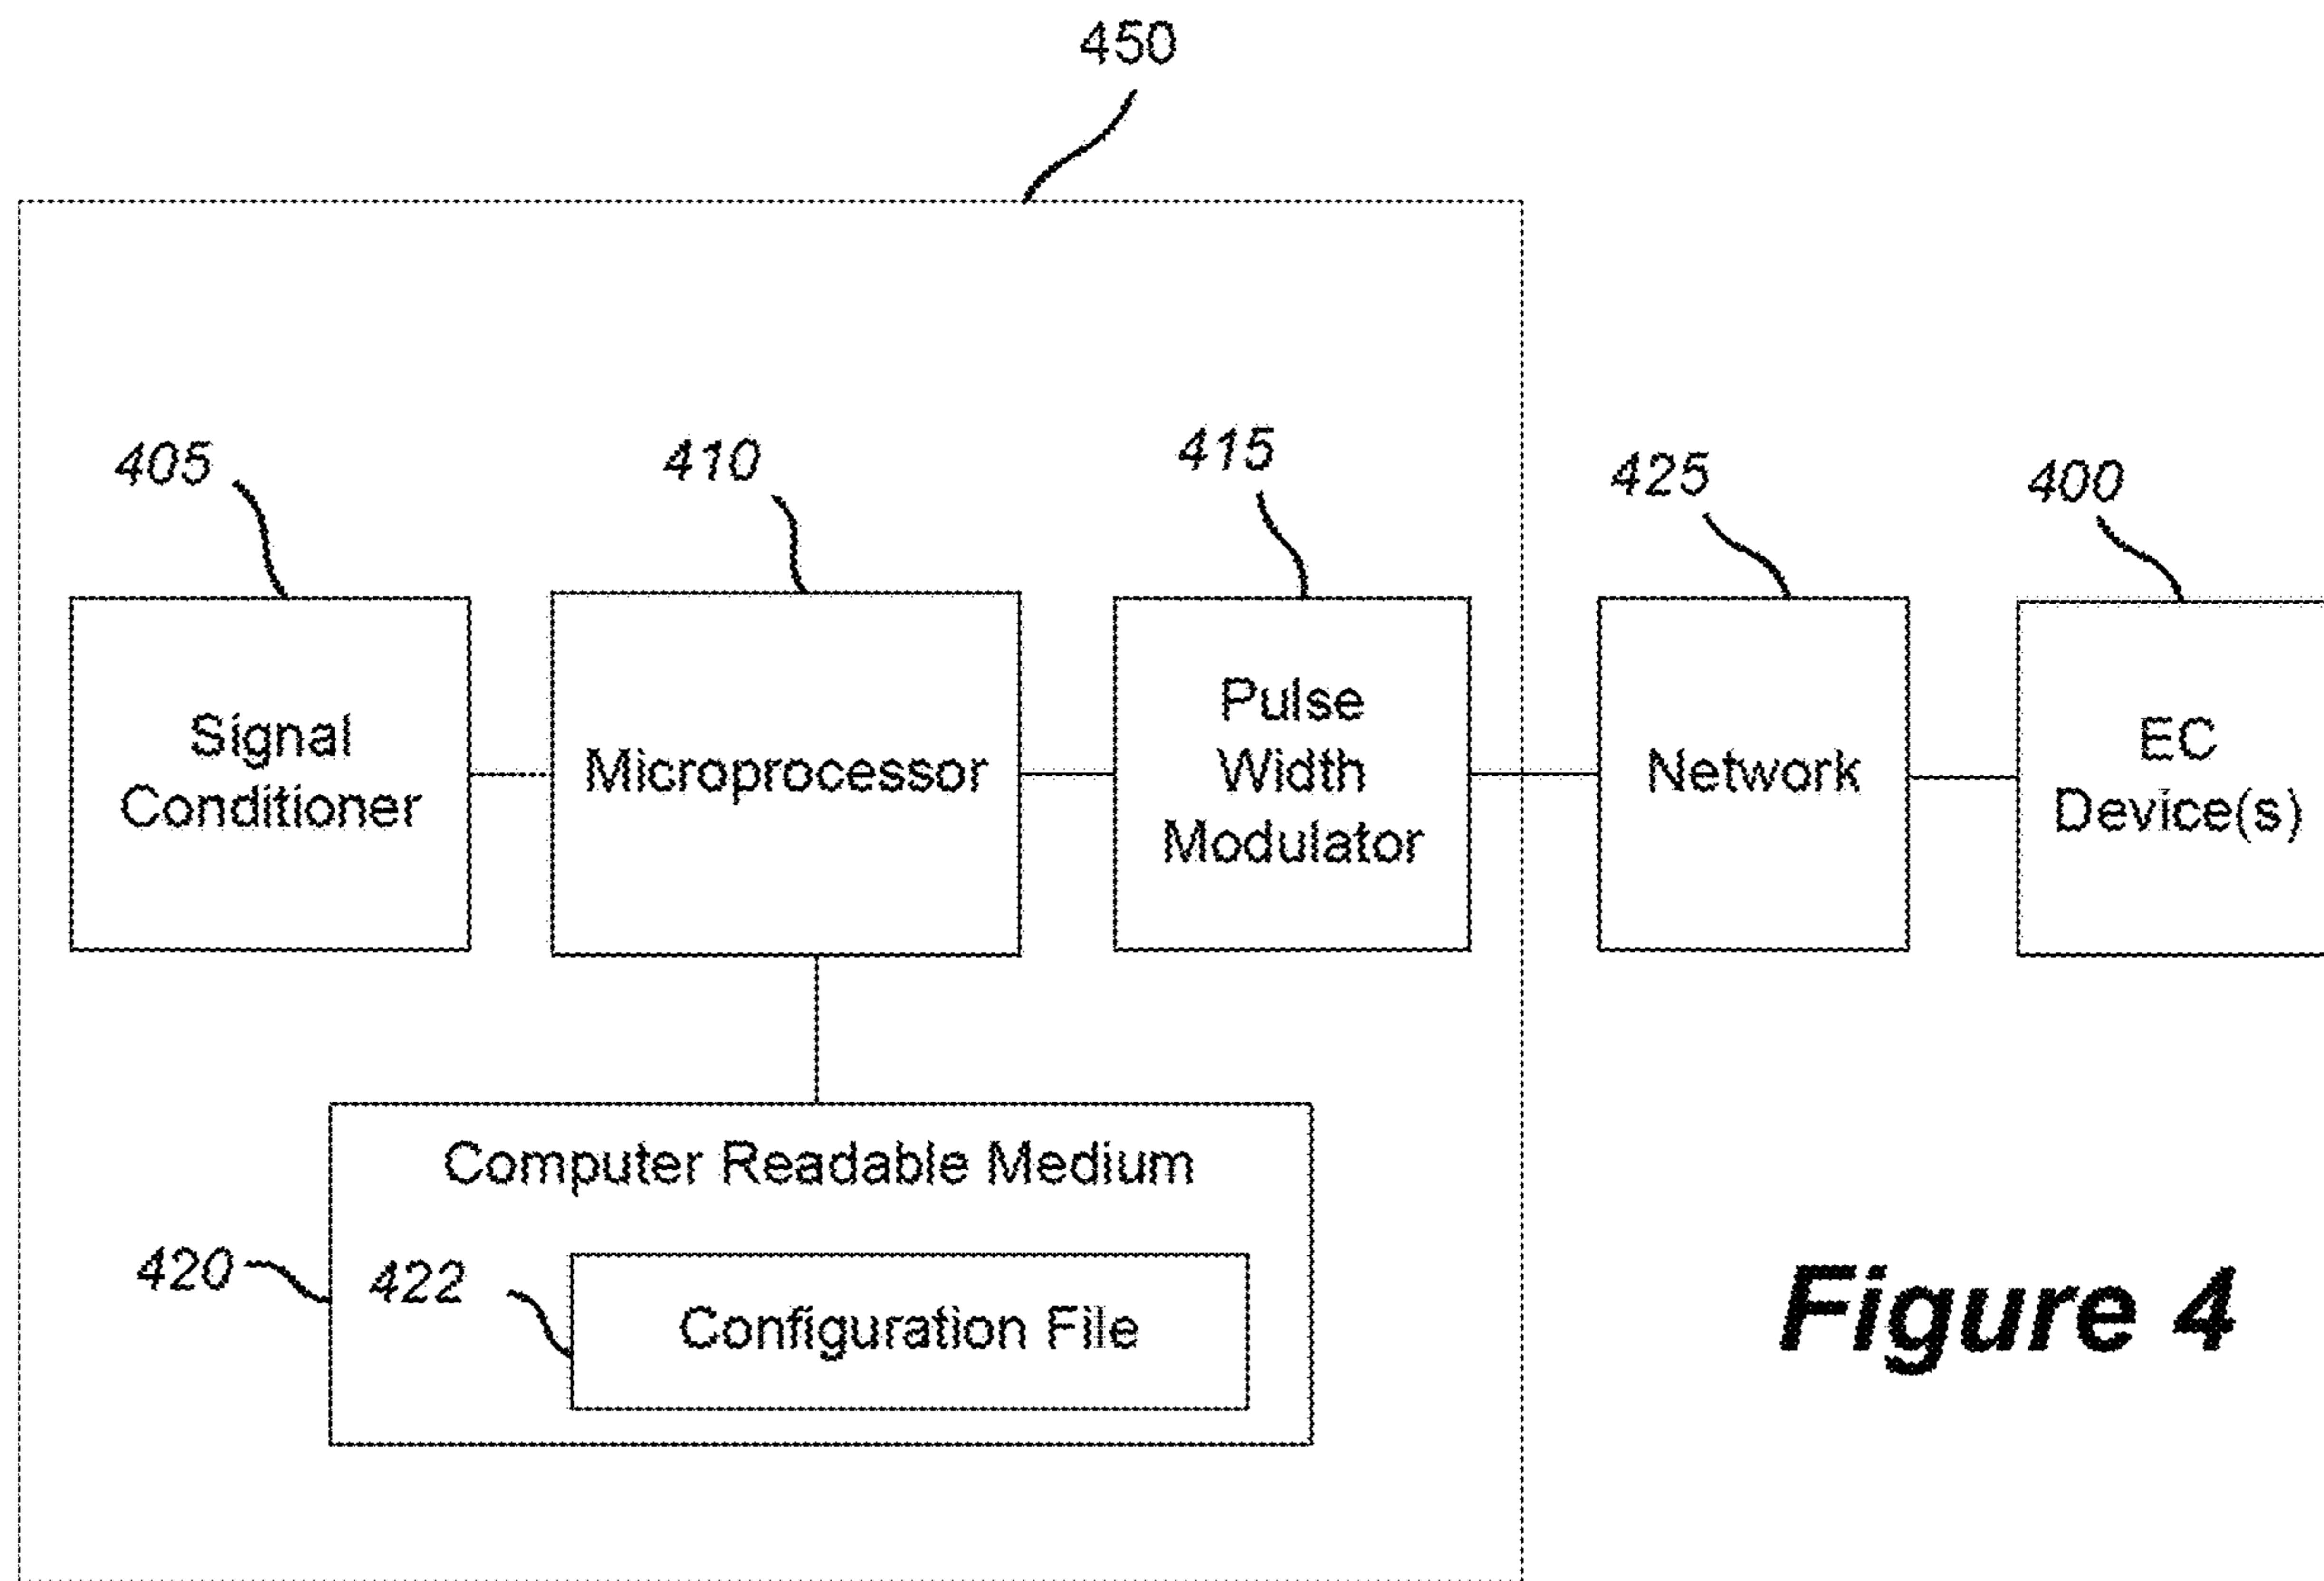 450
405
410
415
425
400
Signal
Conditioner
Microprocessor
Pulse
Width
Modulator
Network
EC
Device(s)
Computer Readable Medium
420
422
Configuration File
Figure 4